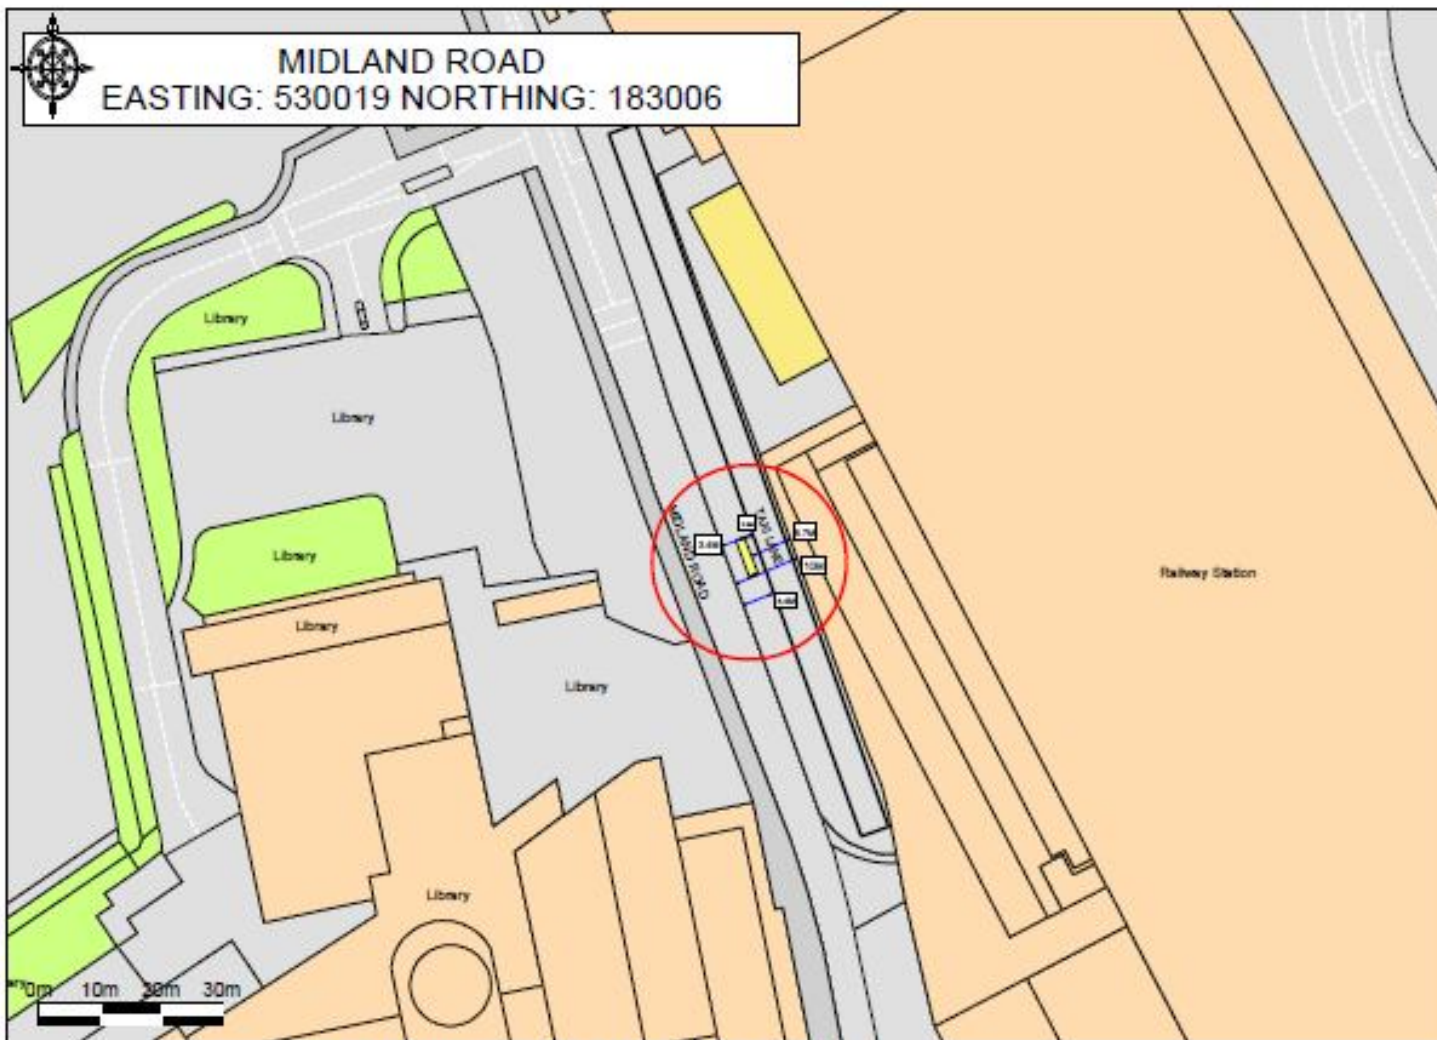 MIDLAND ROAD
EASTING: 530019 NORTHING: 183006
Library
Library
MIDLAND ROAD
TAXI LANE
Library
Railway Station
Library
Library
Library
0m 10m 20m 30m